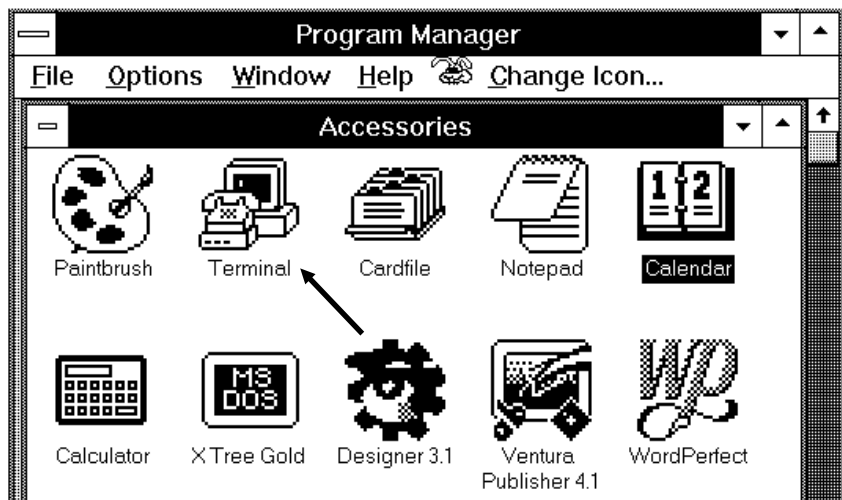 Program Manager
File Options Window Help Change Icon...
Accessories
1 2
Paintbrush Terminal Cardfile Notepad Calendar
MS
DOS
WP
Calculator XTree Gold Designer 3.1 Ventura WordPerfect
Publisher 4.1